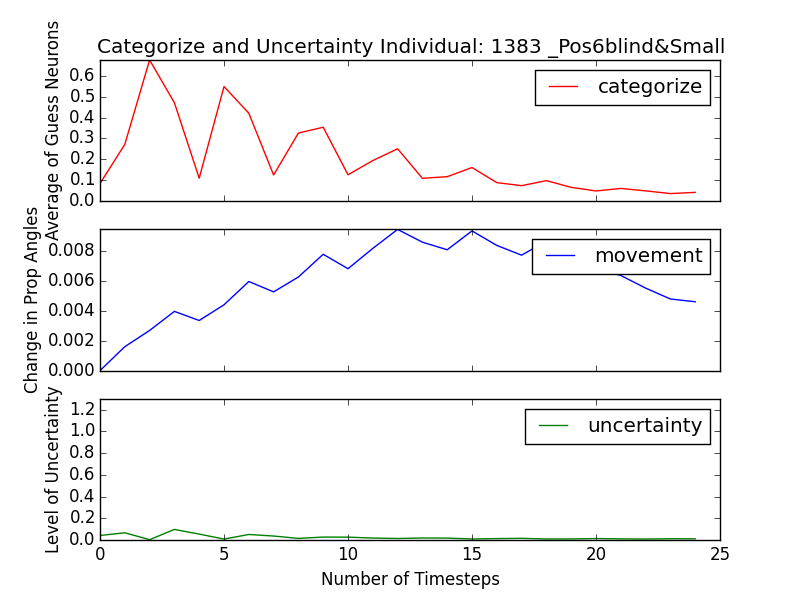 Categorize and Uncertainty Individual: 1383 _Pos6blind&Small
Average of Guess Neurons
0.6
0.5
0.4
0.3
0.2
0.1
0.0
categorize
Change in Prop Angles
0.008
0.006
0.004
0.002
0.000
movement
Level of Uncertainty
1.2
1.0
0.8
0.6
0.4
0.2
0.0
uncertainty
0 5 10 15 20 25
Number of Timesteps